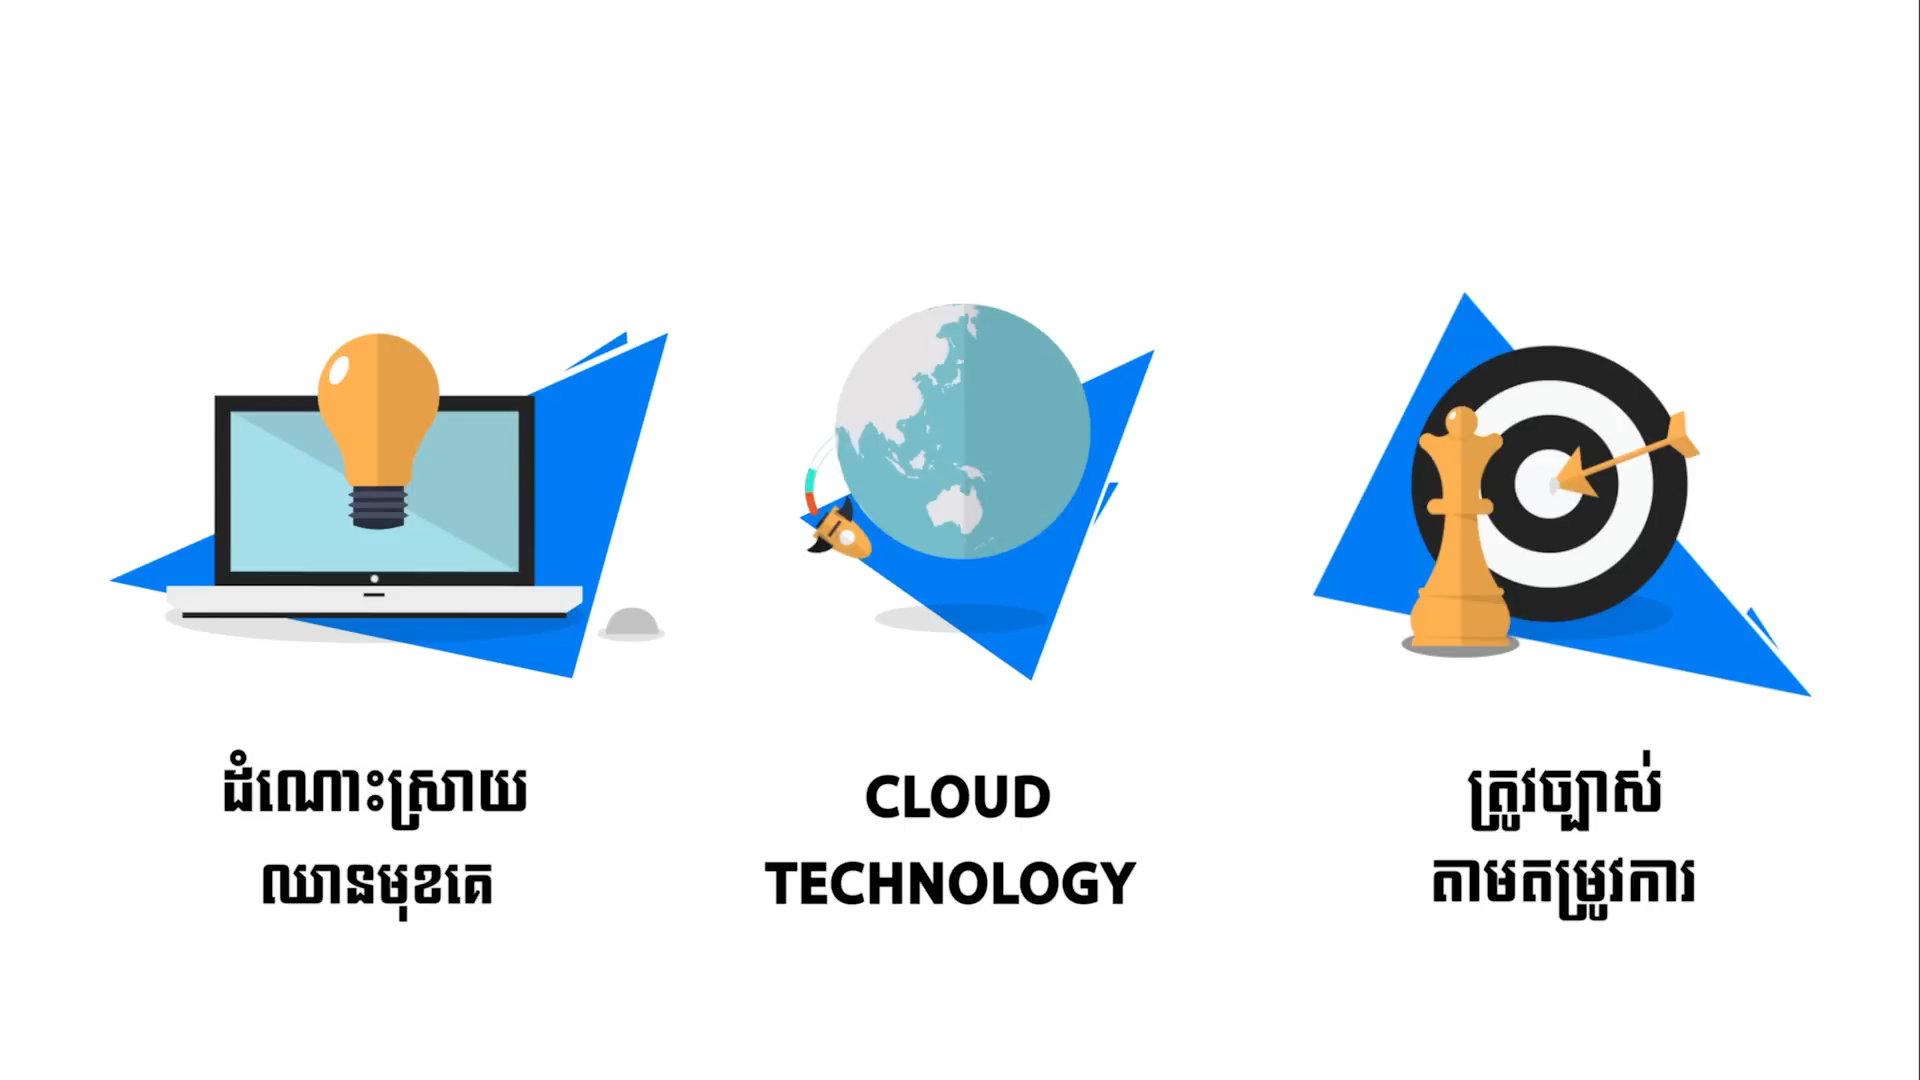 ដំណោះស្រាយ
ឈានមុខគេ
CLOUD
TECHNOLOGY
ត្រូវច្បាស់
តាមតម្រូវការ